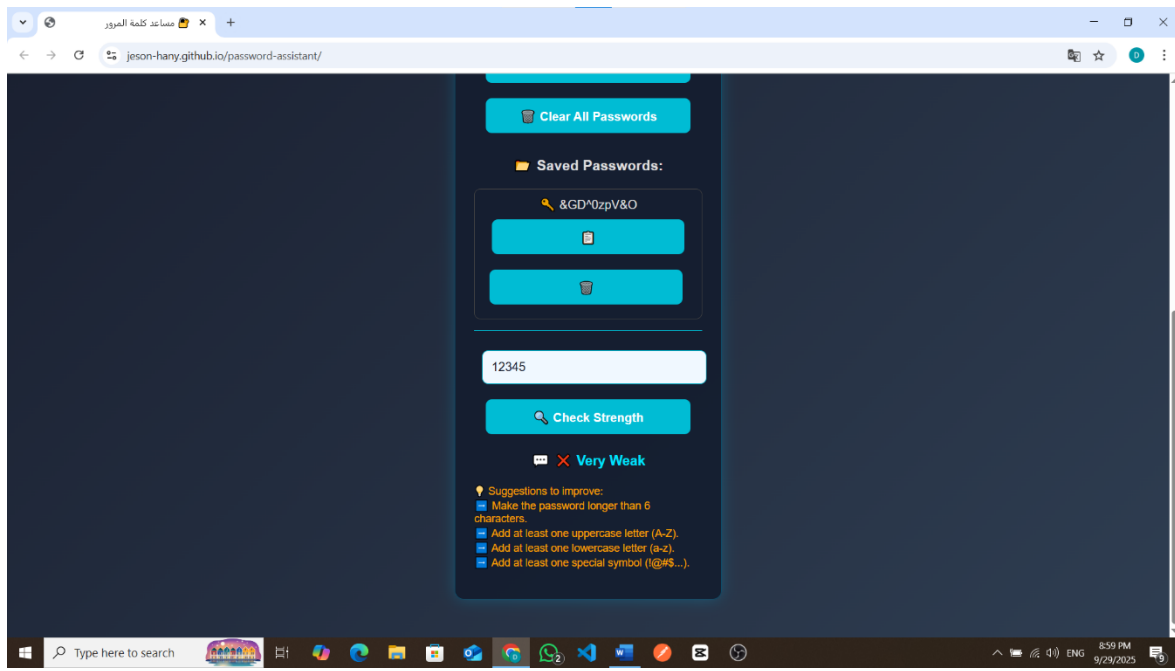 مساعد كلمة المرور
jeson-hany.github.io/password-assistant/
D
Clear All Passwords
Saved Passwords:
&GD^0zpV&O
12345
Check Strength
Very Weak
Suggestions to improve:
Make the password longer than 6
characters.
Add at least one uppercase letter (A-Z).
Add at least one lowercase letter (a-z).
Add at least one special symbol (!@#$...).
Type here to search
2
ENG
8:59 PM
9/29/2025